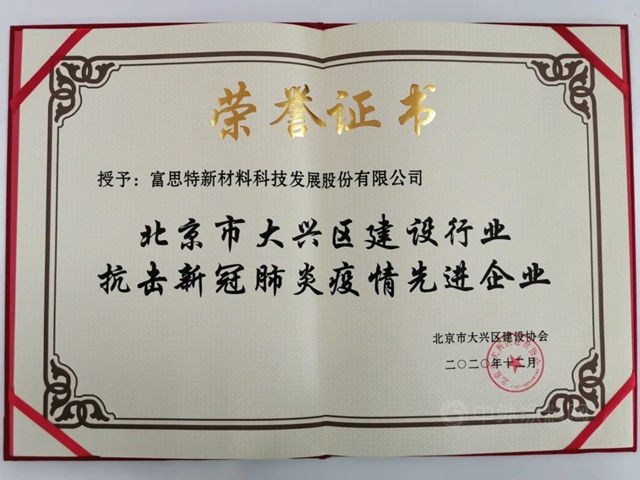 荣誉证书
授予：富思特新材料科技发展股份有限公司
北京市大兴区建设行业
抗击新冠肺炎疫情先进企业
北京市大兴区建设协会
二〇二〇年十二月